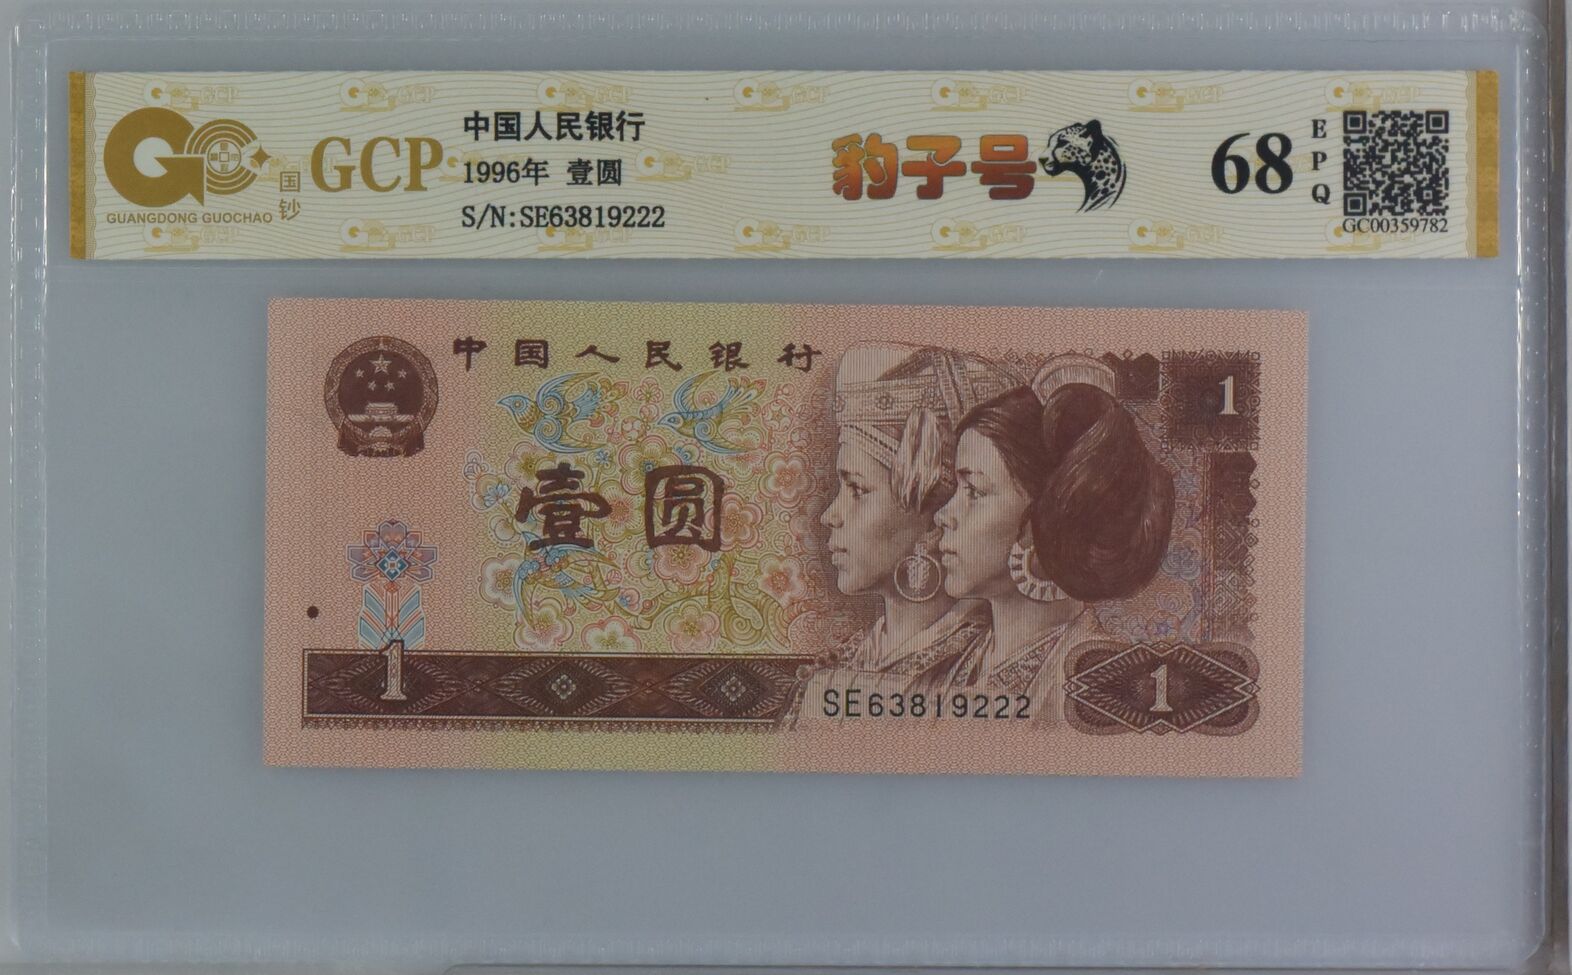 GCP
国钞
GUANGDONG GUOCHAO
中国人民银行
1996年 壹圆
S/N:SE63819222
豹子号
68
EPQ
GC00359782
中国人民银行
1
壹圆
1
SE63819222
1